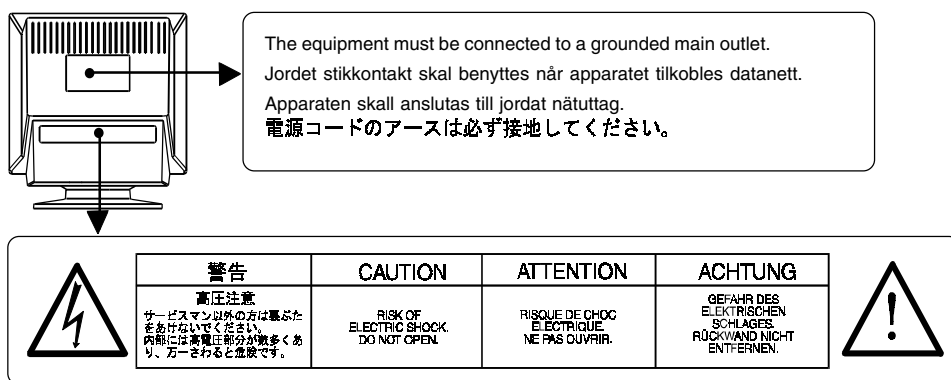 The equipment must be connected to a grounded main outlet.
Jordet stikkontakt skal benyttes når apparatet tilkobles datanett.
Apparaten skall anslutas till jordat nätuttag.
電源コードのアースは必ず接地してください。
警告
高圧注意
サービスマン以外の方は裏ぶた
をあけないでください。
内部には高電圧部分が数多くあ
り、万一さわると危険です。
CAUTION
RISK OF
ELECTRIC SHOCK.
DO NOT OPEN.
ATTENTION
RISQUE DE CHOC
ELECTRIQUE.
NE PAS OUVRIR.
ACHTUNG
GEFAHR DES
ELEKTRISCHEN
SCHLAGES.
RÜCKWAND NICHT
ENTFERNEN.